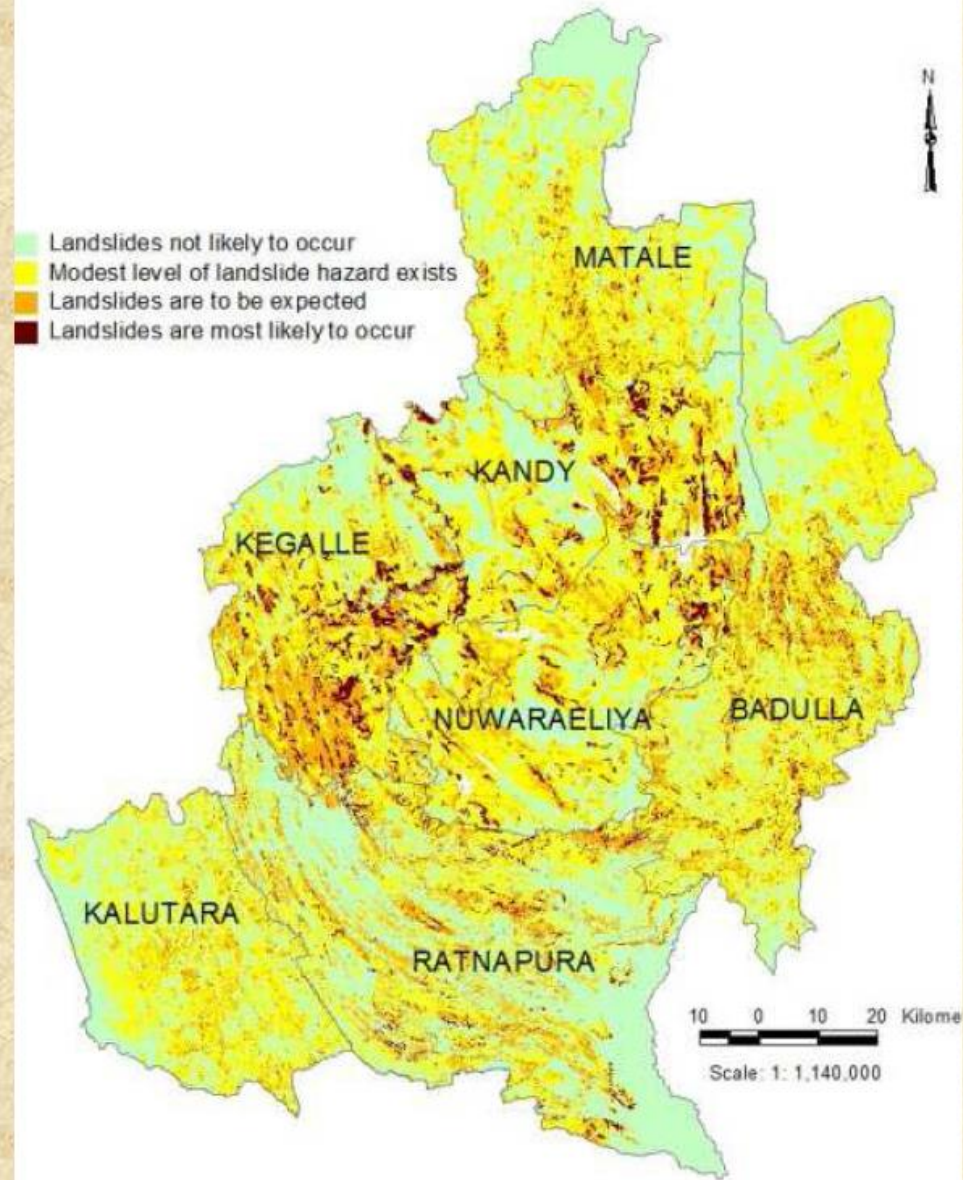 N
Landslides not likely to occur
Modest level of landslide hazard exists
Landslides are to be expected
Landslides are most likely to occur
MATALE
KANDY
KEGALLE
NUWARAELIYA
BADULLA
KALUTARA
RATNAPURA
10 0 10 20 Kilome
Scale: 1: 1,140,000